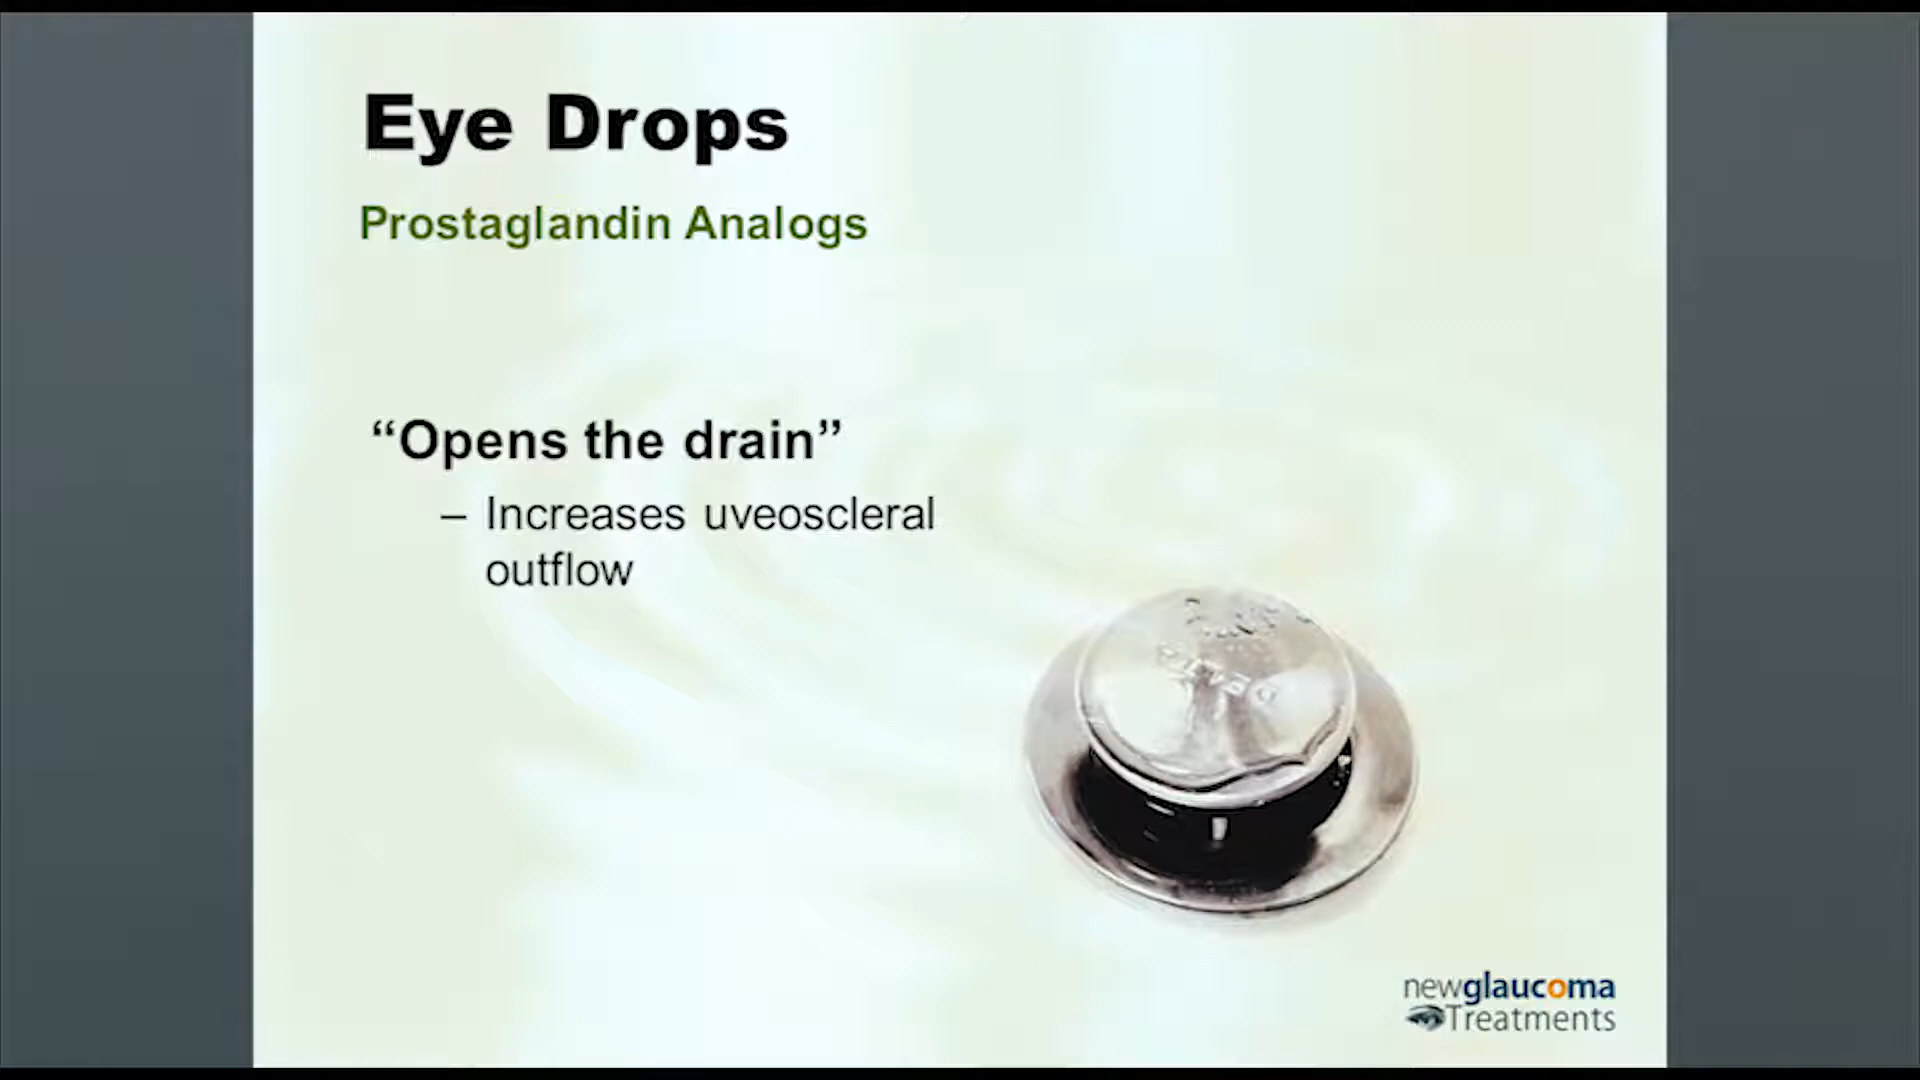 Eye Drops
Prostaglandin Analogs
“Opens the drain”
– Increases uveoscleral
outflow
newglaucoma
Treatments